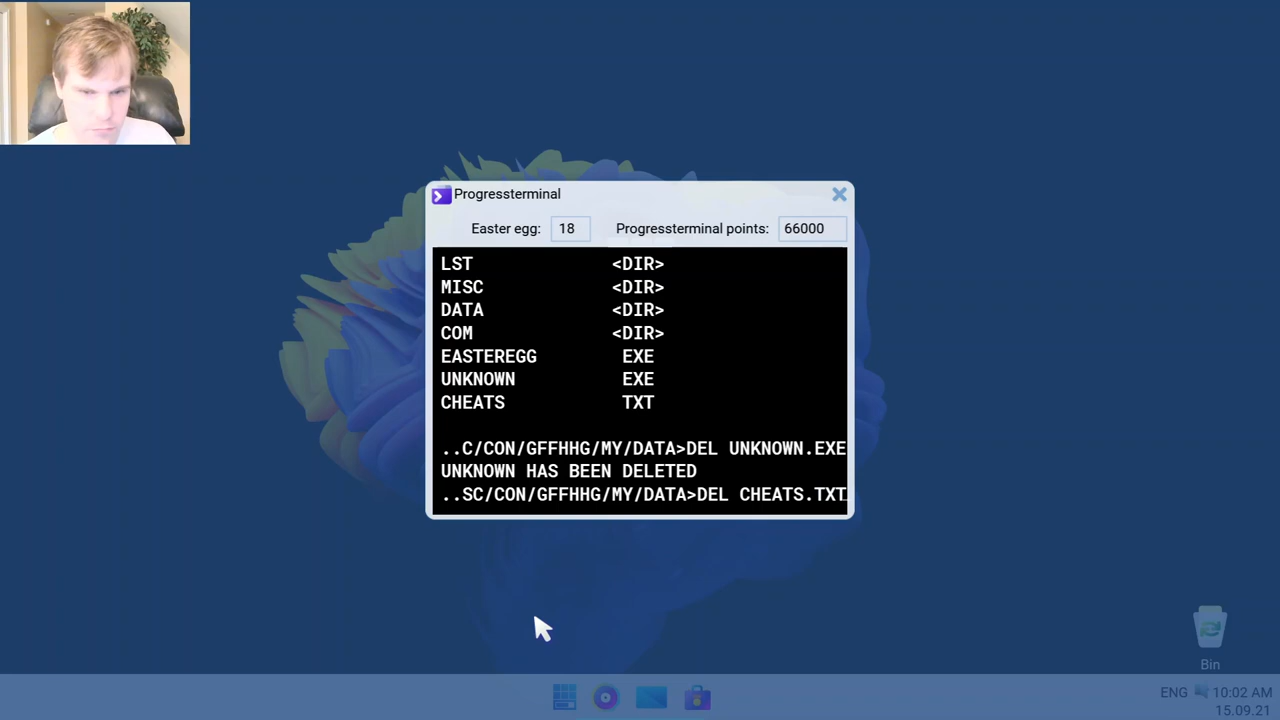 Progressterminal
Easter egg: 18 Progressterminal points: 66000
LST <DIR>
MISC <DIR>
DATA <DIR>
COM <DIR>
EASTEREGG EXE
UNKNOWN EXE
CHEATS TXT
..C/CON/GFFHHG/MY/DATA>DEL UNKNOWN.EXE
UNKNOWN HAS BEEN DELETED
..SC/CON/GFFHHG/MY/DATA>DEL CHEATS.TXT
Bin
ENG 10:02 AM
15.09.21